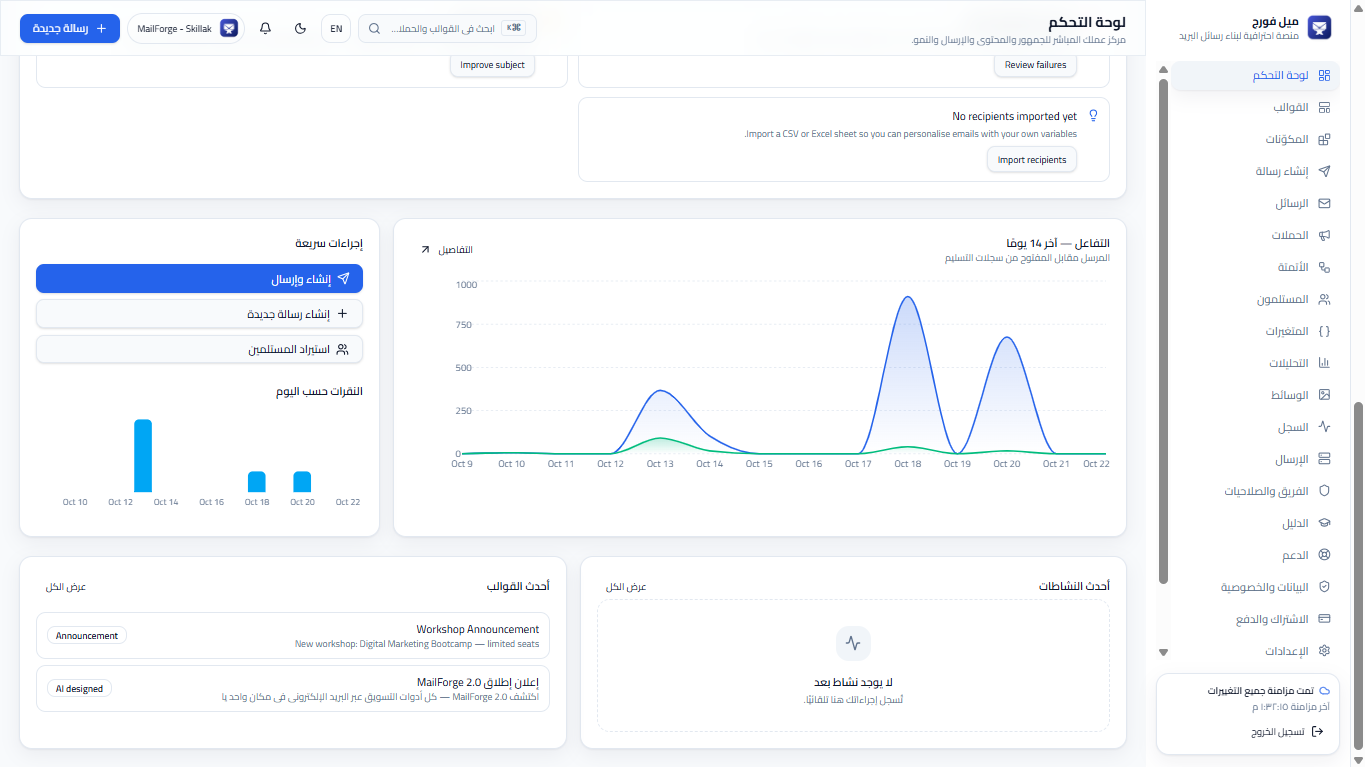 ميل فورج
منصة احترافية لبناء رسائل البريد
لوحة التحكم
القوالب
المكوّنات
إنشاء رسالة
الرسائل
الحملات
الأتمتة
المستلمون
المتغيرات
التحليلات
الوسائط
السجل
الإرسال
الفريق والصلاحيات
الدليل
الدعم
البيانات والخصوصية
الاشتراك والدفع
الإعدادات
تمت مزامنة جميع التغييرات
آخر مزامنة ١:٣٢:١٥ م
تسجيل الخروج
لوحة التحكم
مركز عملك المباشر للجمهور والمحتوى والإرسال والنمو.
ابحث في القوالب والحملا...
⌘K
EN
MailForge - Skillak
رسالة جديدة
Review failures
Improve subject
No recipients imported yet
Import a CSV or Excel sheet so you can personalise emails with your own variables.
Import recipients
التفاعل — آخر 14 يومًا
المرسل مقابل المفتوح من سجلات التسليم
التفاصيل
1000
750
500
250
0
Oct 9 Oct 10 Oct 11 Oct 12 Oct 13 Oct 14 Oct 15 Oct 16 Oct 17 Oct 18 Oct 19 Oct 20 Oct 21 Oct 22
إجراءات سريعة
إنشاء وإرسال
إنشاء رسالة جديدة
استيراد المستلمين
النقرات حسب اليوم
Oct 10 Oct 12 Oct 14 Oct 16 Oct 18 Oct 20 Oct 22
أحدث النشاطات
عرض الكل
لا يوجد نشاط بعد
تُسجل إجراءاتك هنا تلقائيًا.
أحدث القوالب
عرض الكل
Workshop Announcement
New workshop: Digital Marketing Bootcamp — limited seats
Announcement
إعلان إطلاق MailForge 2.0
اكتشف MailForge 2.0 — كل أدوات التسويق عبر البريد الإلكتروني في مكان واحد يا
AI designed